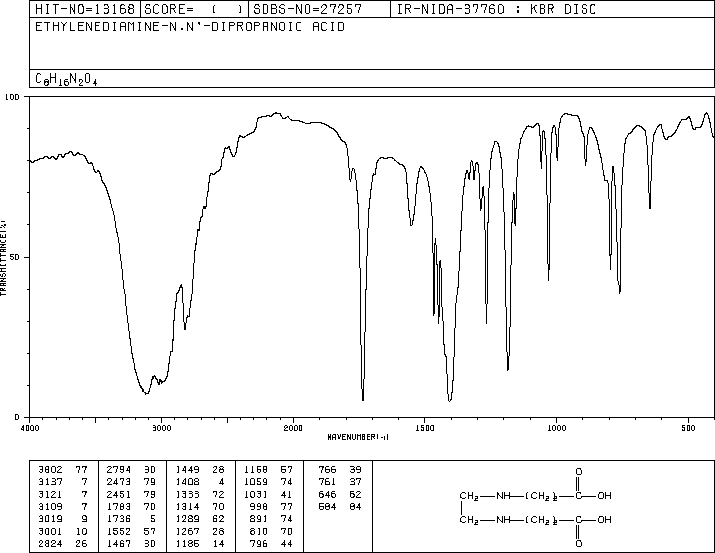 HIT-NO=13168 SCORE= ( ) SDBS-NO=27257 IR-NIDA-37760 : KBR DISC
ETHYLENEDIAMINE-N.N'-DIPROPANOIC ACID
C8H16N2O4
100
50
0
TRANSMITTANCE(%)
4000 3000 2000 1500 1000 500
WAVENUMBER(-1)
3802 77 2794 30 1449 28 1168 67 766 39
3137 7 2473 79 1408 4 1059 74 761 37
3121 7 2451 79 1333 72 1031 41 646 62
3109 7 1783 70 1314 70 998 77 584 84
3019 9 1736 5 1289 62 891 74
3001 10 1552 57 1267 28 810 70
2824 26 1467 30 1186 14 796 44
O
CH2—NH—(CH2)2—C—OH
CH2—NH—(CH2)2—C—OH
O